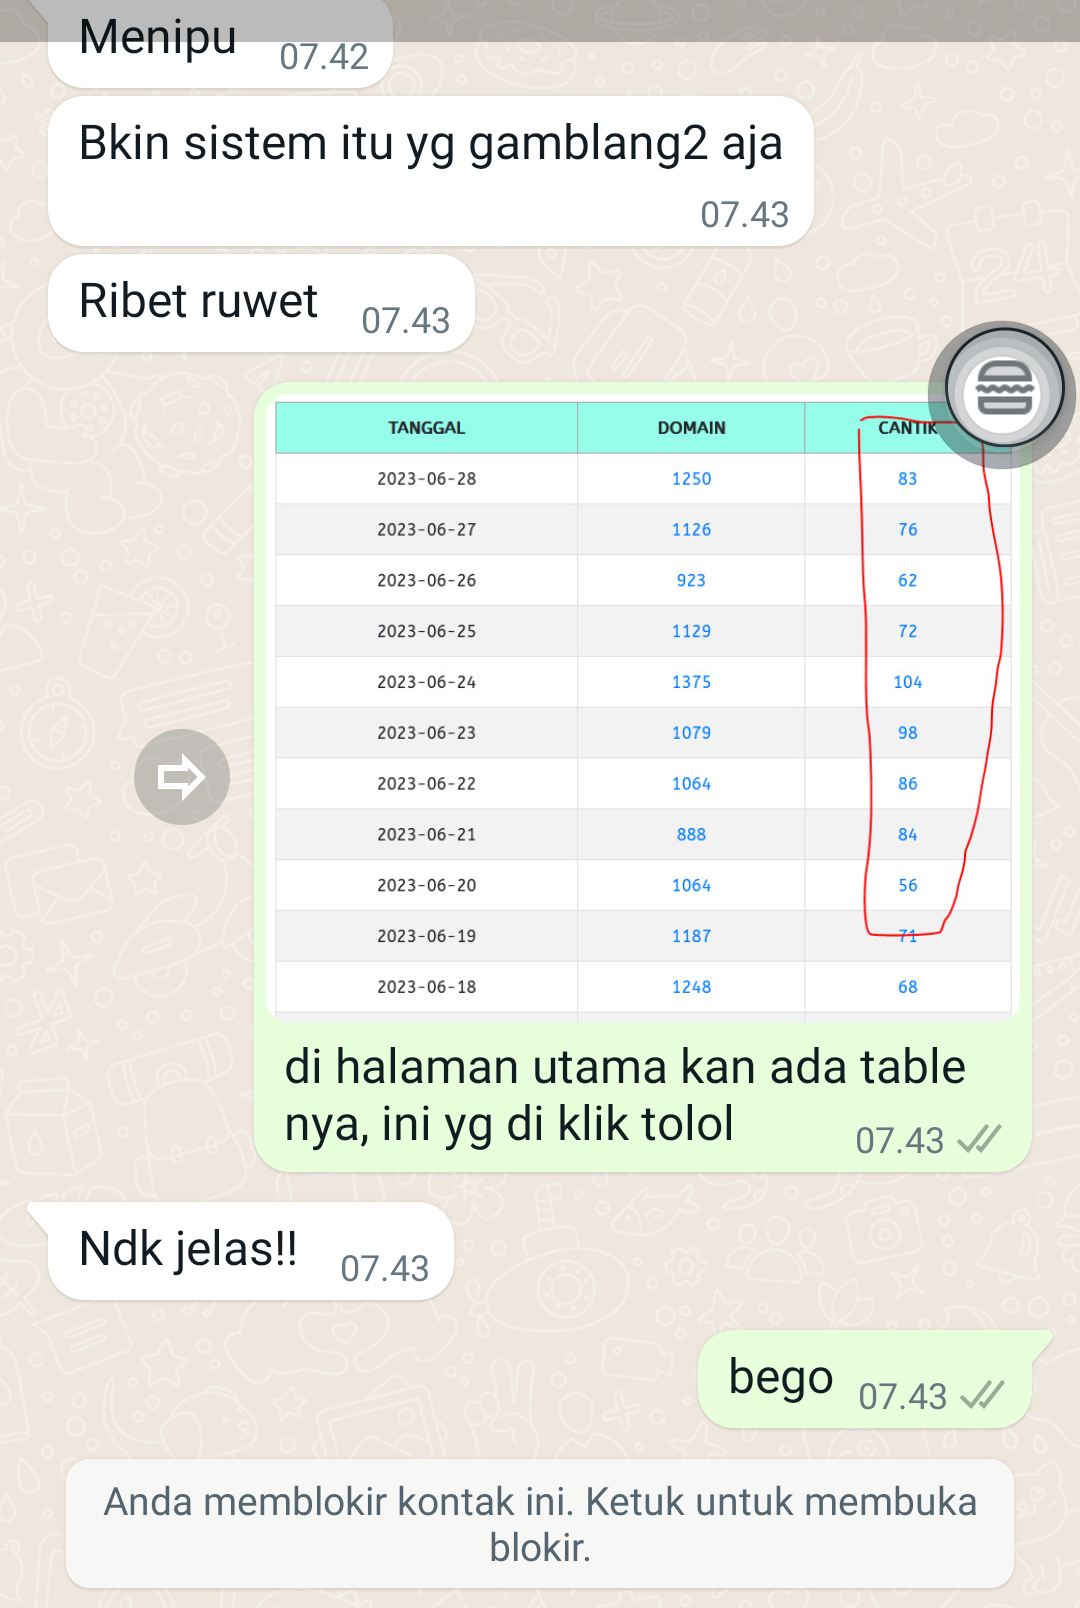 Menipu 07.42
Bkin sistem itu yg gamblang2 aja
07.43
Ribet ruwet 07.43
TANGGAL DOMAIN CANTIK
2023-06-28 1250 83
2023-06-27 1126 76
2023-06-26 923 62
2023-06-25 1129 72
2023-06-24 1375 104
2023-06-23 1079 98
2023-06-22 1064 86
2023-06-21 888 84
2023-06-20 1064 56
2023-06-19 1187 71
2023-06-18 1248 68
di halaman utama kan ada table
nya, ini yg di klik tolol 07.43
Ndk jelas!! 07.43
bego 07.43
Anda memblokir kontak ini. Ketuk untuk membuka
blokir.